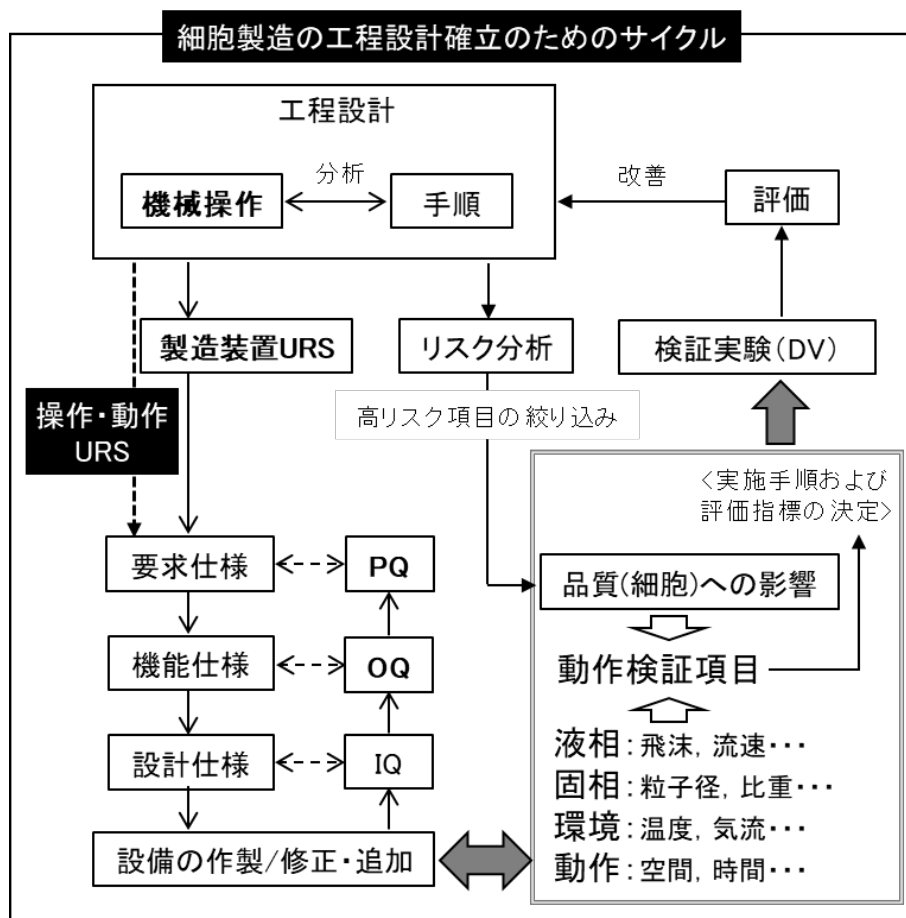 細胞製造の工程設計確立のためのサイクル
工程設計
機械操作
分析
手順
改善
評価
製造装置URS
リスク分析
検証実験(DV)
操作・動作
URS
高リスク項目の絞り込み
<実施手順および
評価指標の決定>
要求仕様
PQ
品質(細胞)への影響
機能仕様
OQ
動作検証項目
設計仕様
IQ
液相:飛沫, 流速･･･
固相:粒子径, 比重･･･
環境:温度, 気流･･･
動作:空間, 時間･･･
設備の作製/修正・追加